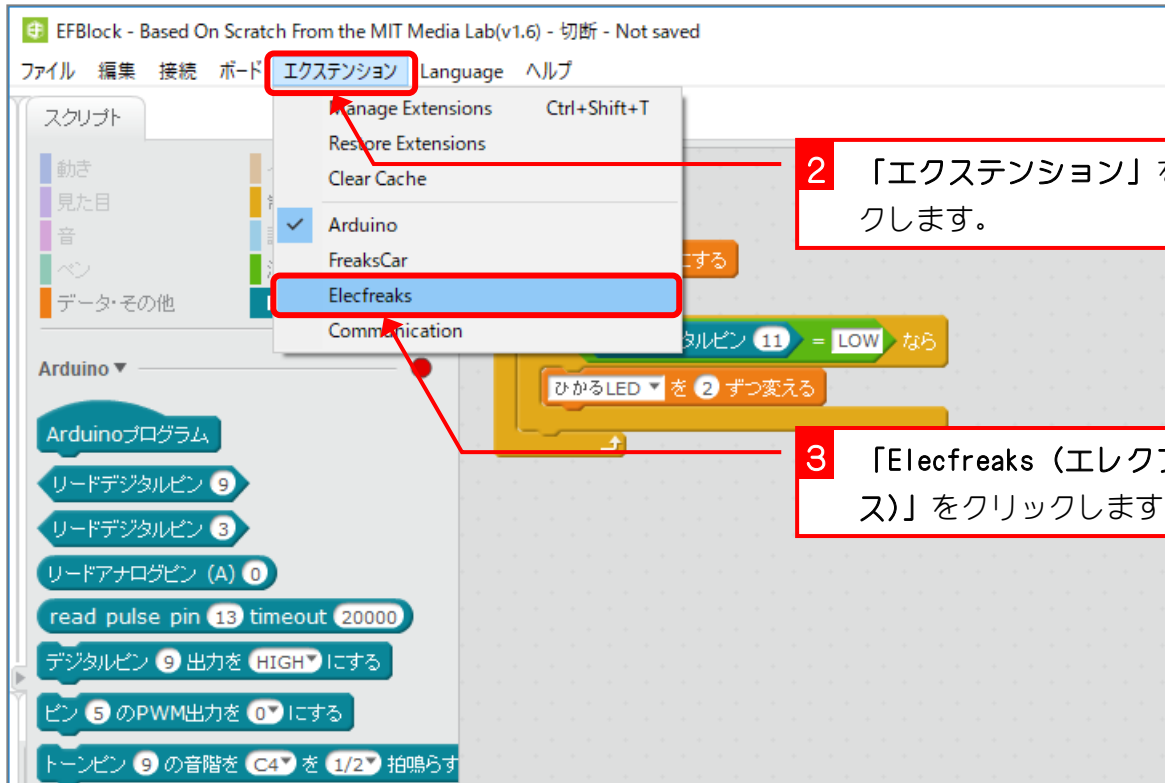 EFBlock - Based On Scratch From the MIT Media Lab(v1.6) - 切断 - Not saved
ファイル 編集 接続 ボード エクステンション Language ヘルプ
スクリプト
Manage Extensions Ctrl+Shift+T
Restore Extensions
Clear Cache
Arduino
FreaksCar
Elecfreaks
Communication
動き
見た目
音
ペン
データ・その他
2 「エクステンション」を
クします。
にする
タルピン 11 = LOW なら
ひかるLED を 2 ずつ変える
3 「Elecfreaks（エレクフ
ス)」をクリックします
Arduino
Arduinoプログラム
リードデジタルピン 9
リードデジタルピン 3
リードアナログピン (A) 0
read pulse pin 13 timeout 20000
デジタルピン 9 出力を HIGH にする
ピン 5 のPWM出力を 0 にする
トーンピン 9 の音階を C4 を 1/2 拍鳴らす